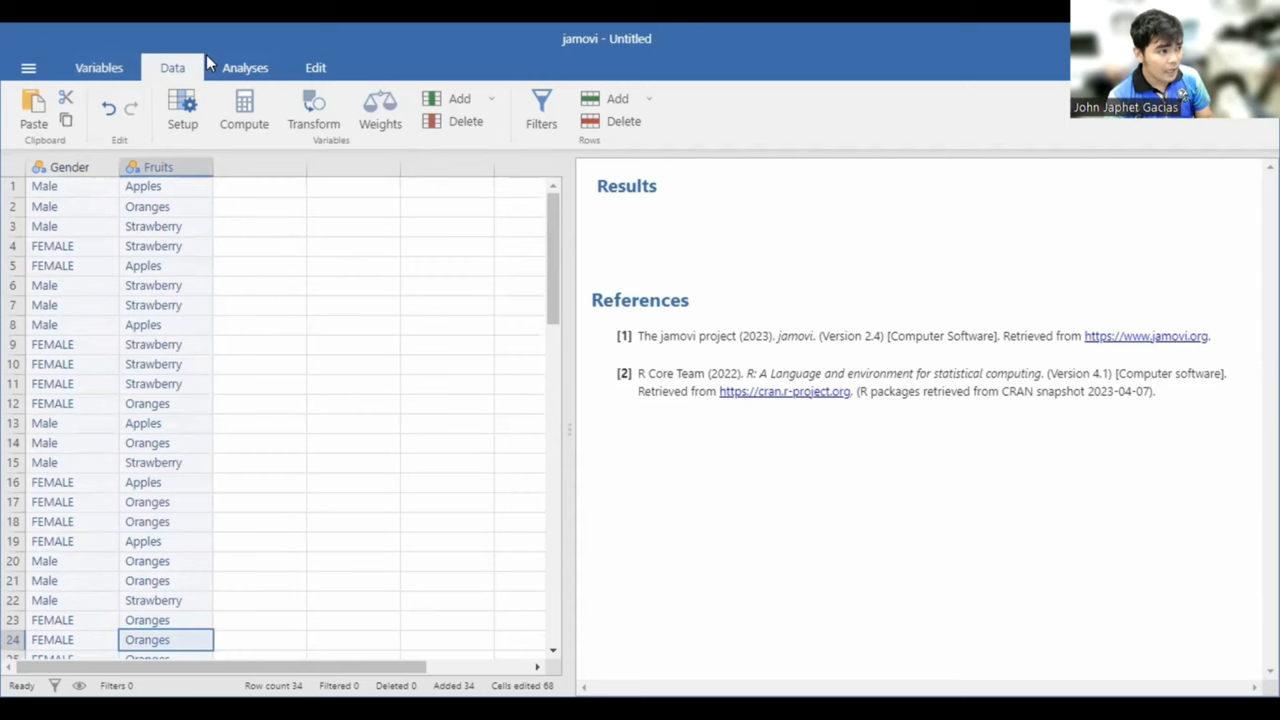 jamovi - Untitled
John Japhet Gacias
Variables Data Analyses Edit
Paste Setup Compute Transform Weights Add Delete Filters Add Delete
Clipboard Edit Variables Rows
Gender Fruits
1 Male Apples
2 Male Oranges
3 Male Strawberry
4 FEMALE Strawberry
5 FEMALE Apples
6 Male Strawberry
7 Male Strawberry
8 Male Apples
9 FEMALE Strawberry
10 FEMALE Strawberry
11 FEMALE Strawberry
12 FEMALE Oranges
13 Male Apples
14 Male Oranges
15 Male Strawberry
16 FEMALE Apples
17 FEMALE Oranges
18 FEMALE Oranges
19 FEMALE Apples
20 Male Oranges
21 Male Oranges
22 Male Strawberry
23 FEMALE Oranges
24 FEMALE Oranges
Results
References
[1] The jamovi project (2023). jamovi. (Version 2.4) [Computer Software]. Retrieved from https://www.jamovi.org.
[2] R Core Team (2022). R: A Language and environment for statistical computing. (Version 4.1) [Computer software].
Retrieved from https://cran.r-project.org. (R packages retrieved from CRAN snapshot 2023-04-07).
Ready Filters 0 Row count 34 Filtered 0 Deleted 0 Added 34 Cells edited 68